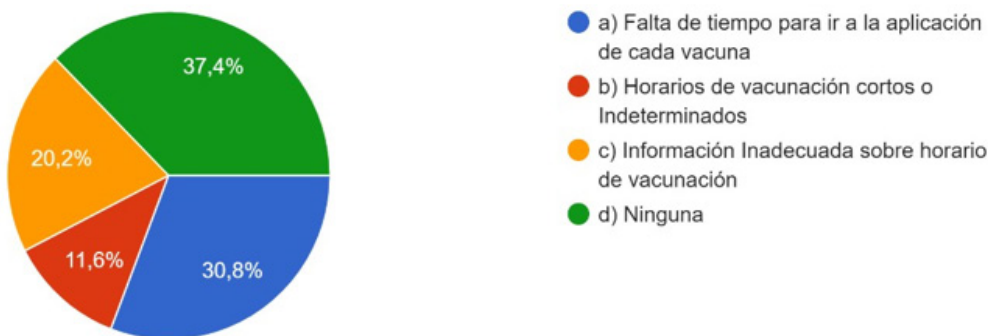 37,4%
20,2%
11,6%
30,8%
a) Falta de tiempo para ir a la aplicación
de cada vacuna
b) Horarios de vacunación cortos o
Indeterminados
c) Información Inadecuada sobre horario
de vacunación
d) Ninguna